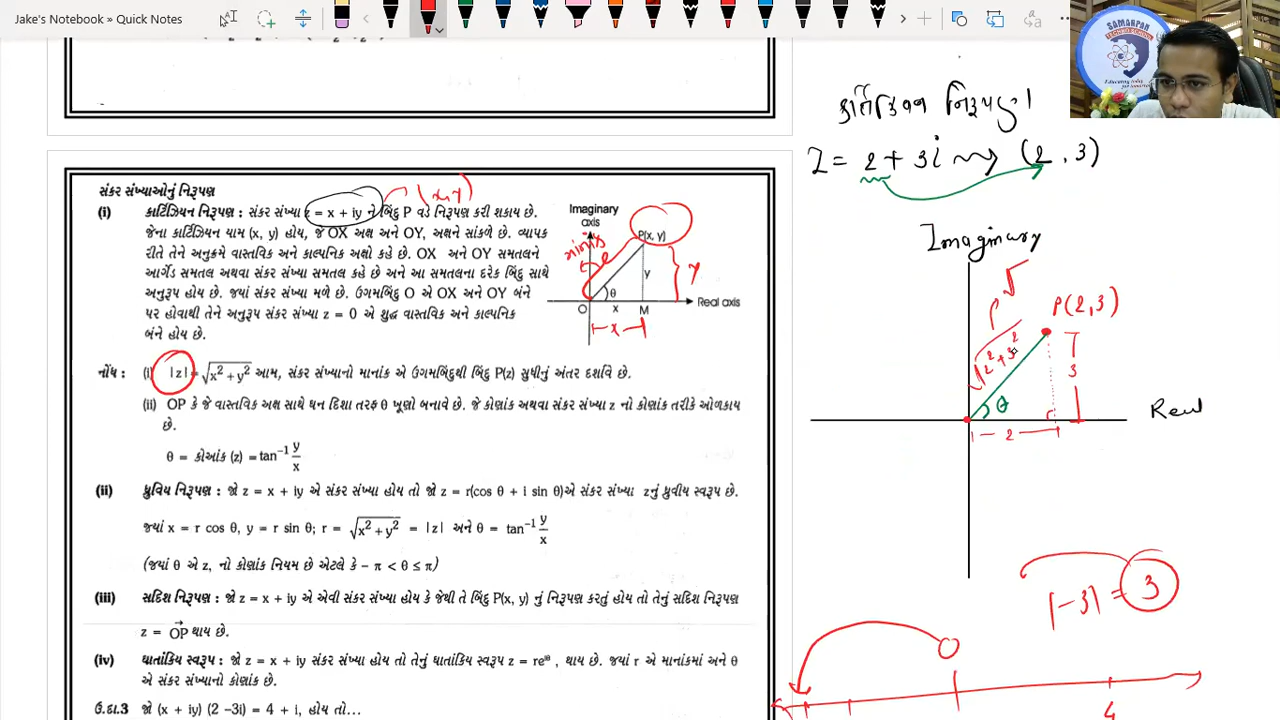 Jake's Notebook » Quick Notes
SAMARPAN
સંકર સંખ્યાઓનું નિરૂપણ
(i) કાર્ટિઝિયન નિરૂપણ : સંકર સંખ્યા z = x + iy ને બિંદુ P વડે નિરૂપણ કરી શકાય છે.
જેના કાર્ટિઝિયન યામ (x, y) હોય, જે OX અક્ષ અને OY, અક્ષને સાંકળે છે. વ્યાપક
રીતે તેને અનુક્રમે વાસ્તવિક અને કાલ્પનિક અક્ષો કહે છે. OX અને OY સમતલને
આર્ગેંડ સમતલ અથવા સંકર સંખ્યા સમતલ કહે છે અને આ સમતલના દરેક બિંદુ સાથે
અનુરૂપ હોય છે. જ્યાં સંકર સંખ્યા મળે છે. ઉગમબિંદુ O એ OX અને OY બંને
પર હોવાથી તેને અનુરૂપ સંકર સંખ્યા z = 0 એ શુદ્ધ વાસ્તવિક અને કાલ્પનિક
બંને હોય છે.
(x, y)
Imaginary
axis
P(x, y)
y
θ
O x M Real axis
x
y
નોંધ : (i) |z| = √x² + y² આમ, સંકર સંખ્યાનો માનાંક એ ઉગમબિંદુથી બિંદુ P(z) સુધીનું અંતર દર્શાવે છે.
(ii) OP કે જે વાસ્તવિક અક્ષ સાથે ધન દિશા તરફ θ ખૂણો બનાવે છે. જે કોણાંક અથવા સંકર સંખ્યા z નો કોણાંક તરીકે ઓળકાય
છે.
θ = કોઆંક (z) = tan⁻¹ y/x
(ii) ધ્રુવિય નિરૂપણ : જો z = x + iy એ સંકર સંખ્યા હોય તો જો z = r(cos θ + i sin θ)એ સંકર સંખ્યા zનું ધ્રુવીય સ્વરૂપ છે.
જ્યાં x = r cos θ, y = r sin θ; r = √x² + y² = |z| અને θ = tan⁻¹ y/x
(જ્યાં θ એ z, નો કોણાંક નિયમ છે એટલે કે - π < θ ≤ π)
(iii) સદિશ નિરૂપણ : જો z = x + iy એ એવી સંકર સંખ્યા હોય કે જેથી તે બિંદુ P(x, y) નું નિરૂપણ કરતું હોય તો તેનું સદિશ નિરૂપણ
z = OP⃗ થાય છે.
(iv) ઘાતાંકિય સ્વરૂપ : જો z = x + iy સંકર સંખ્યા હોય તો તેનું ઘાતાંકિય સ્વરૂપ z = re^iθ, થાય છે. જ્યાં r એ માનાંકમાં અને θ
એ સંકર સંખ્યાનો કોણાંક છે.
ઉ.દા.3 જો (x + iy) (2 –3i) = 4 + i, હોય તો...
નિરૂપણ
Z = 2 + 3i (2, 3)
Imaginary
P(2,3)
√2² + 3²
3
θ
2
Real
|-3| = 3
0
4